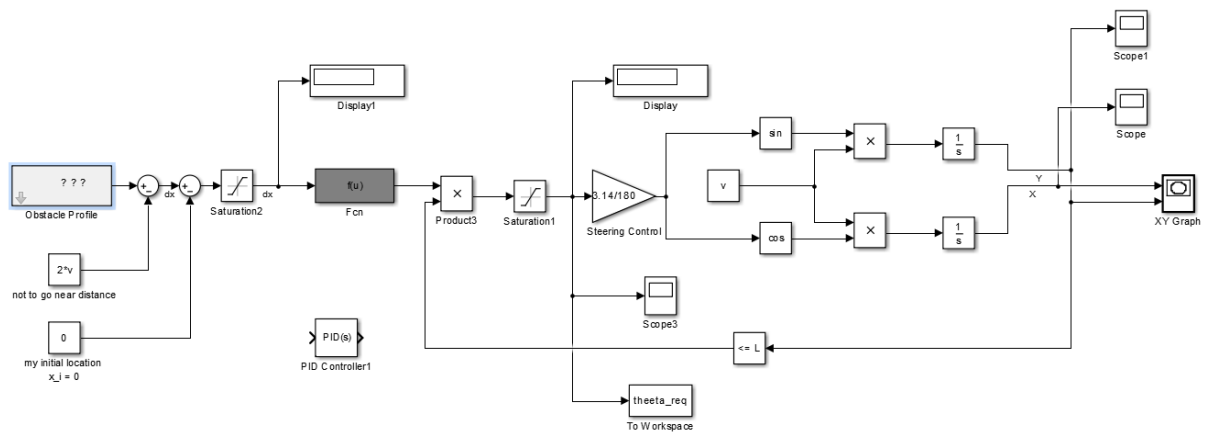 Scope1
Display1
Display
Scope
sin
×
1
s
? ? ?
Obstacle Profile
+
−
dx
+
−
Saturation2
dx
f(u)
Fcn
×
Product3
Saturation1
3.14/180
Steering Control
v
Y
X
XY Graph
cos
×
1
s
2*v
not to go near distance
Scope3
0
my initial location
x_i = 0
PID(s)
PID Controller1
<= L
theeta_req
To Workspace